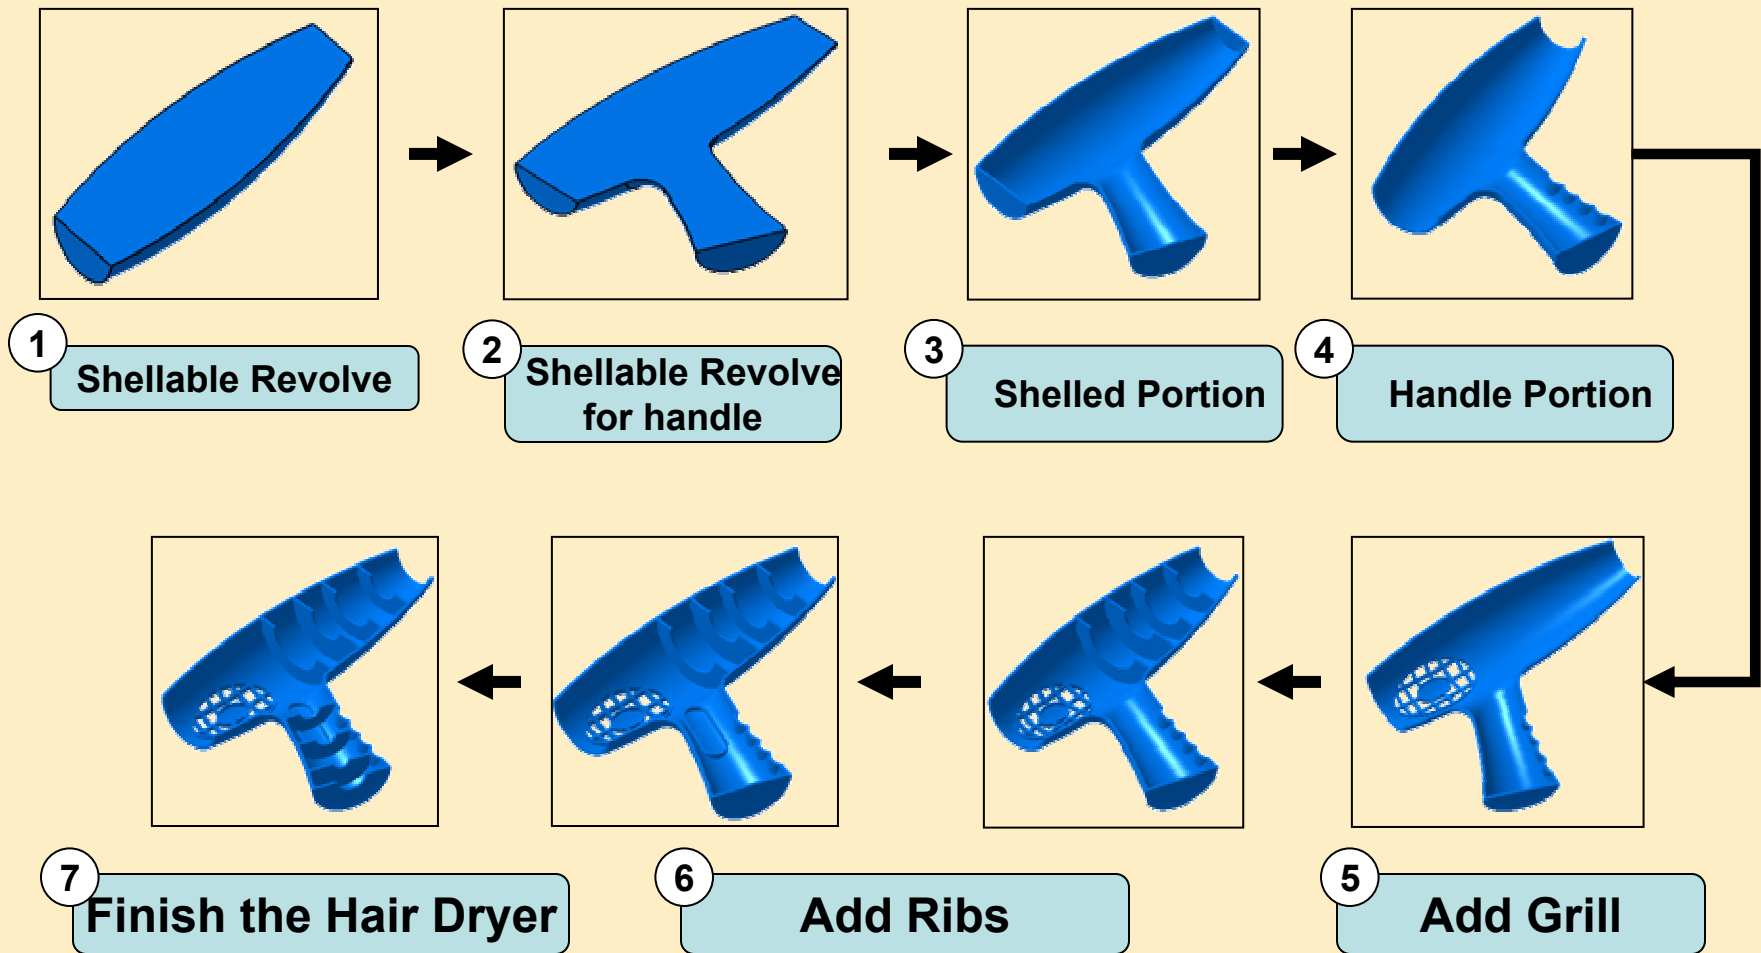 1
Shellable Revolve
2
Shellable Revolve
for handle
3
Shelled Portion
4
Handle Portion
7
Finish the Hair Dryer
6
Add Ribs
5
Add Grill